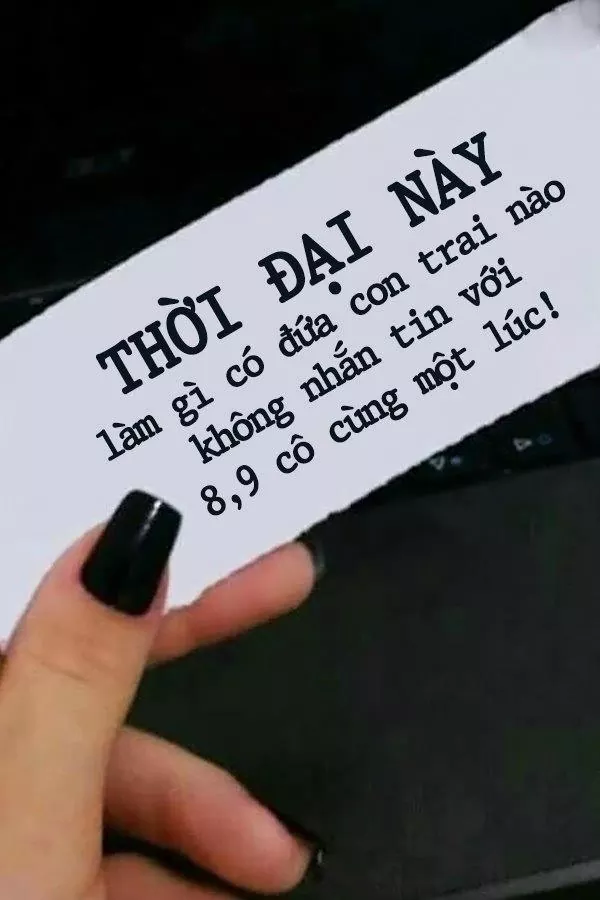 THỜI ĐẠI NÀY
làm gì có đứa con trai nào
không nhắn tin với
8,9 cô cùng một lúc!